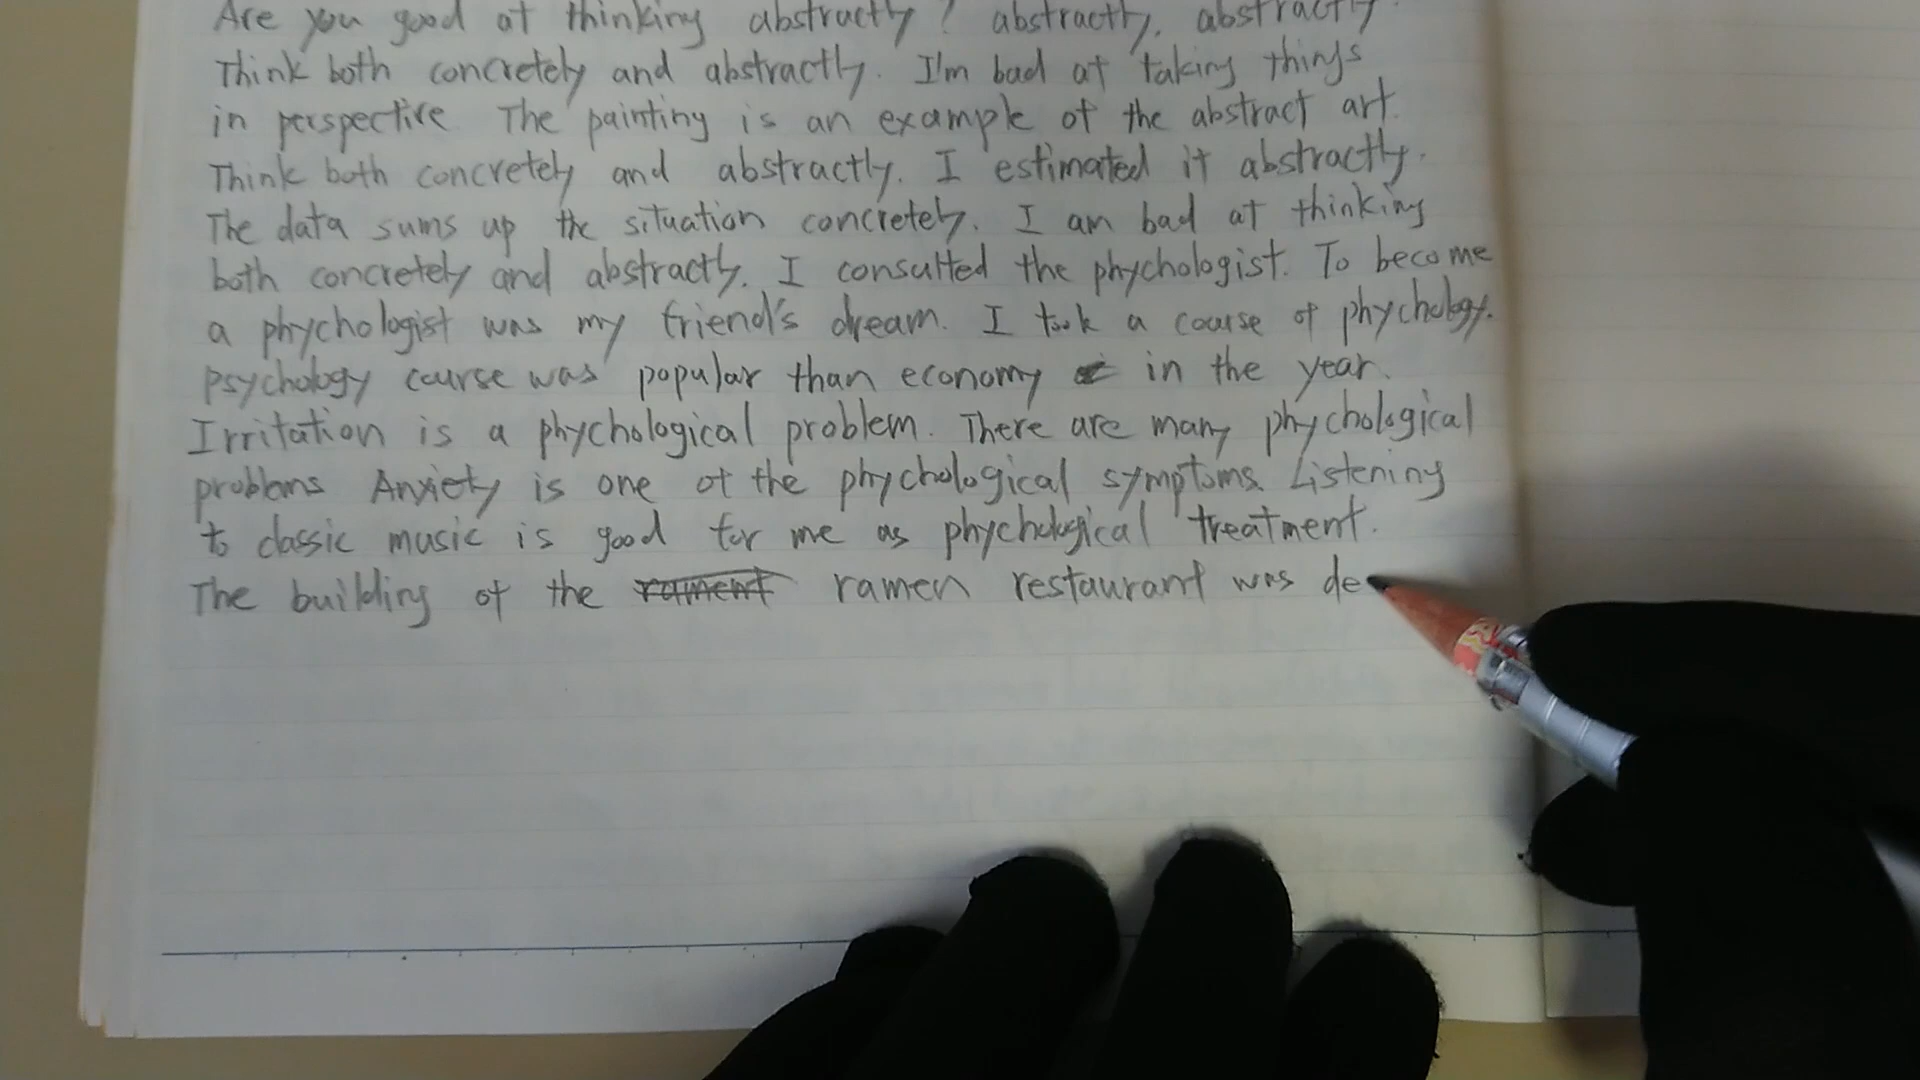 Are you good at thinking abstractly? abstractly, abstractly.
Think both concretely and abstractly. I'm bad at taking things
in perspective The painting is an example of the abstract art.
Think both concretely and abstractly. I estimated it abstractly.
The data sums up the situation concretely. I am bad at thinking
both concretely and abstractly. I consulted the phychologist. To become
a phychologist was my friend's dream. I took a course of phychology.
psychology course was popular than economy in the year.
Irritation is a phychological problem. There are many phychological
problems Anxiety is one of the phychological symptoms. Listening
to classic music is good for me as phychological treatment.
The building of the rament ramen restaurant was de